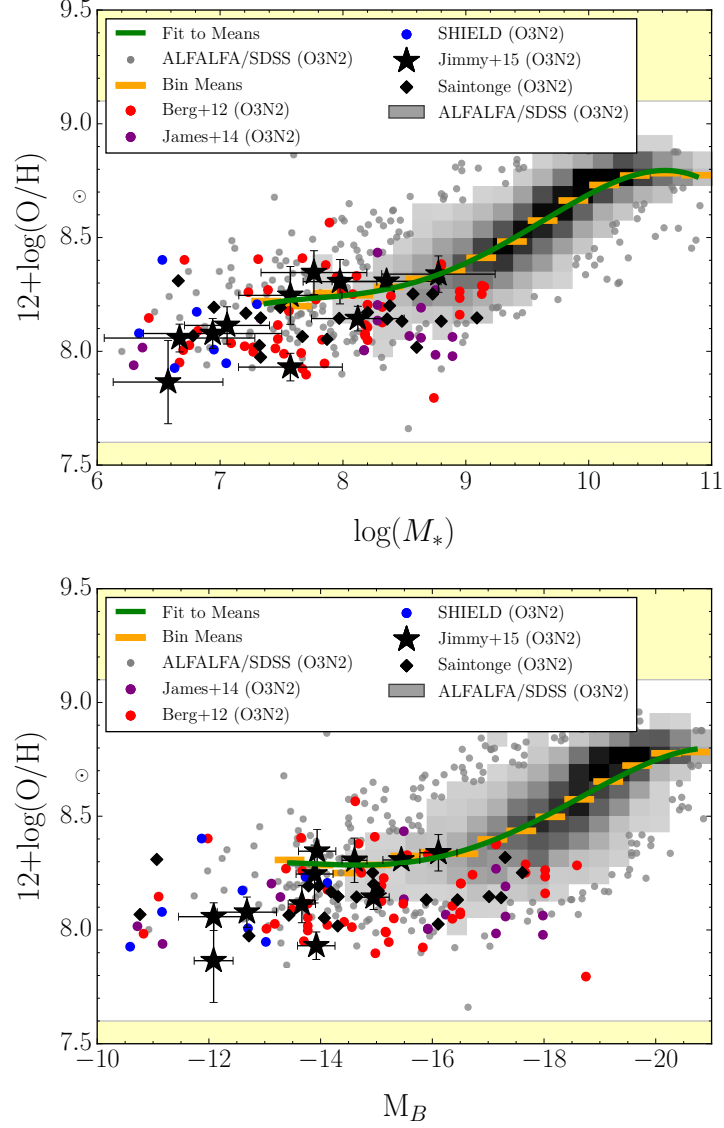 9.5
9.0
8.5
8.0
7.5
12+log(O/H)
⊙
Fit to Means
ALFALFA/SDSS (O3N2)
Bin Means
Berg+12 (O3N2)
James+14 (O3N2)
SHIELD (O3N2)
Jimmy+15 (O3N2)
Saintonge (O3N2)
ALFALFA/SDSS (O3N2)
6 7 8 9 10 11
log(M∗)
9.5
9.0
8.5
8.0
7.5
12+log(O/H)
⊙
Fit to Means
Bin Means
ALFALFA/SDSS (O3N2)
James+14 (O3N2)
Berg+12 (O3N2)
SHIELD (O3N2)
Jimmy+15 (O3N2)
Saintonge (O3N2)
ALFALFA/SDSS (O3N2)
−10 −12 −14 −16 −18 −20
M_B